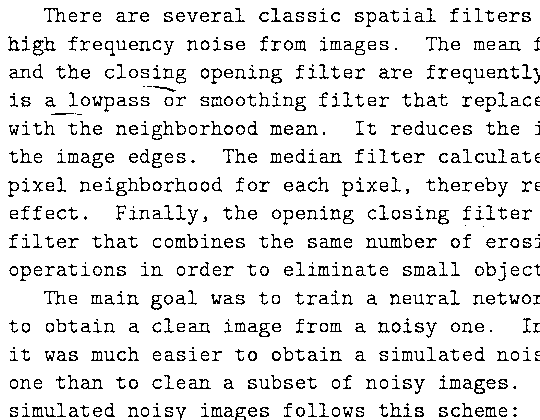 There are several classic spatial filters
high frequency noise from images. The mean f
and the closing opening filter are frequently
is a lowpass or smoothing filter that replace
with the neighborhood mean. It reduces the i
the image edges. The median filter calculate
pixel neighborhood for each pixel, thereby re
effect. Finally, the opening closing filter
filter that combines the same number of erosi
operations in order to eliminate small object
The main goal was to train a neural networ
to obtain a clean image from a noisy one. In
it was much easier to obtain a simulated nois
one than to clean a subset of noisy images.
simulated noisy images follows this scheme: